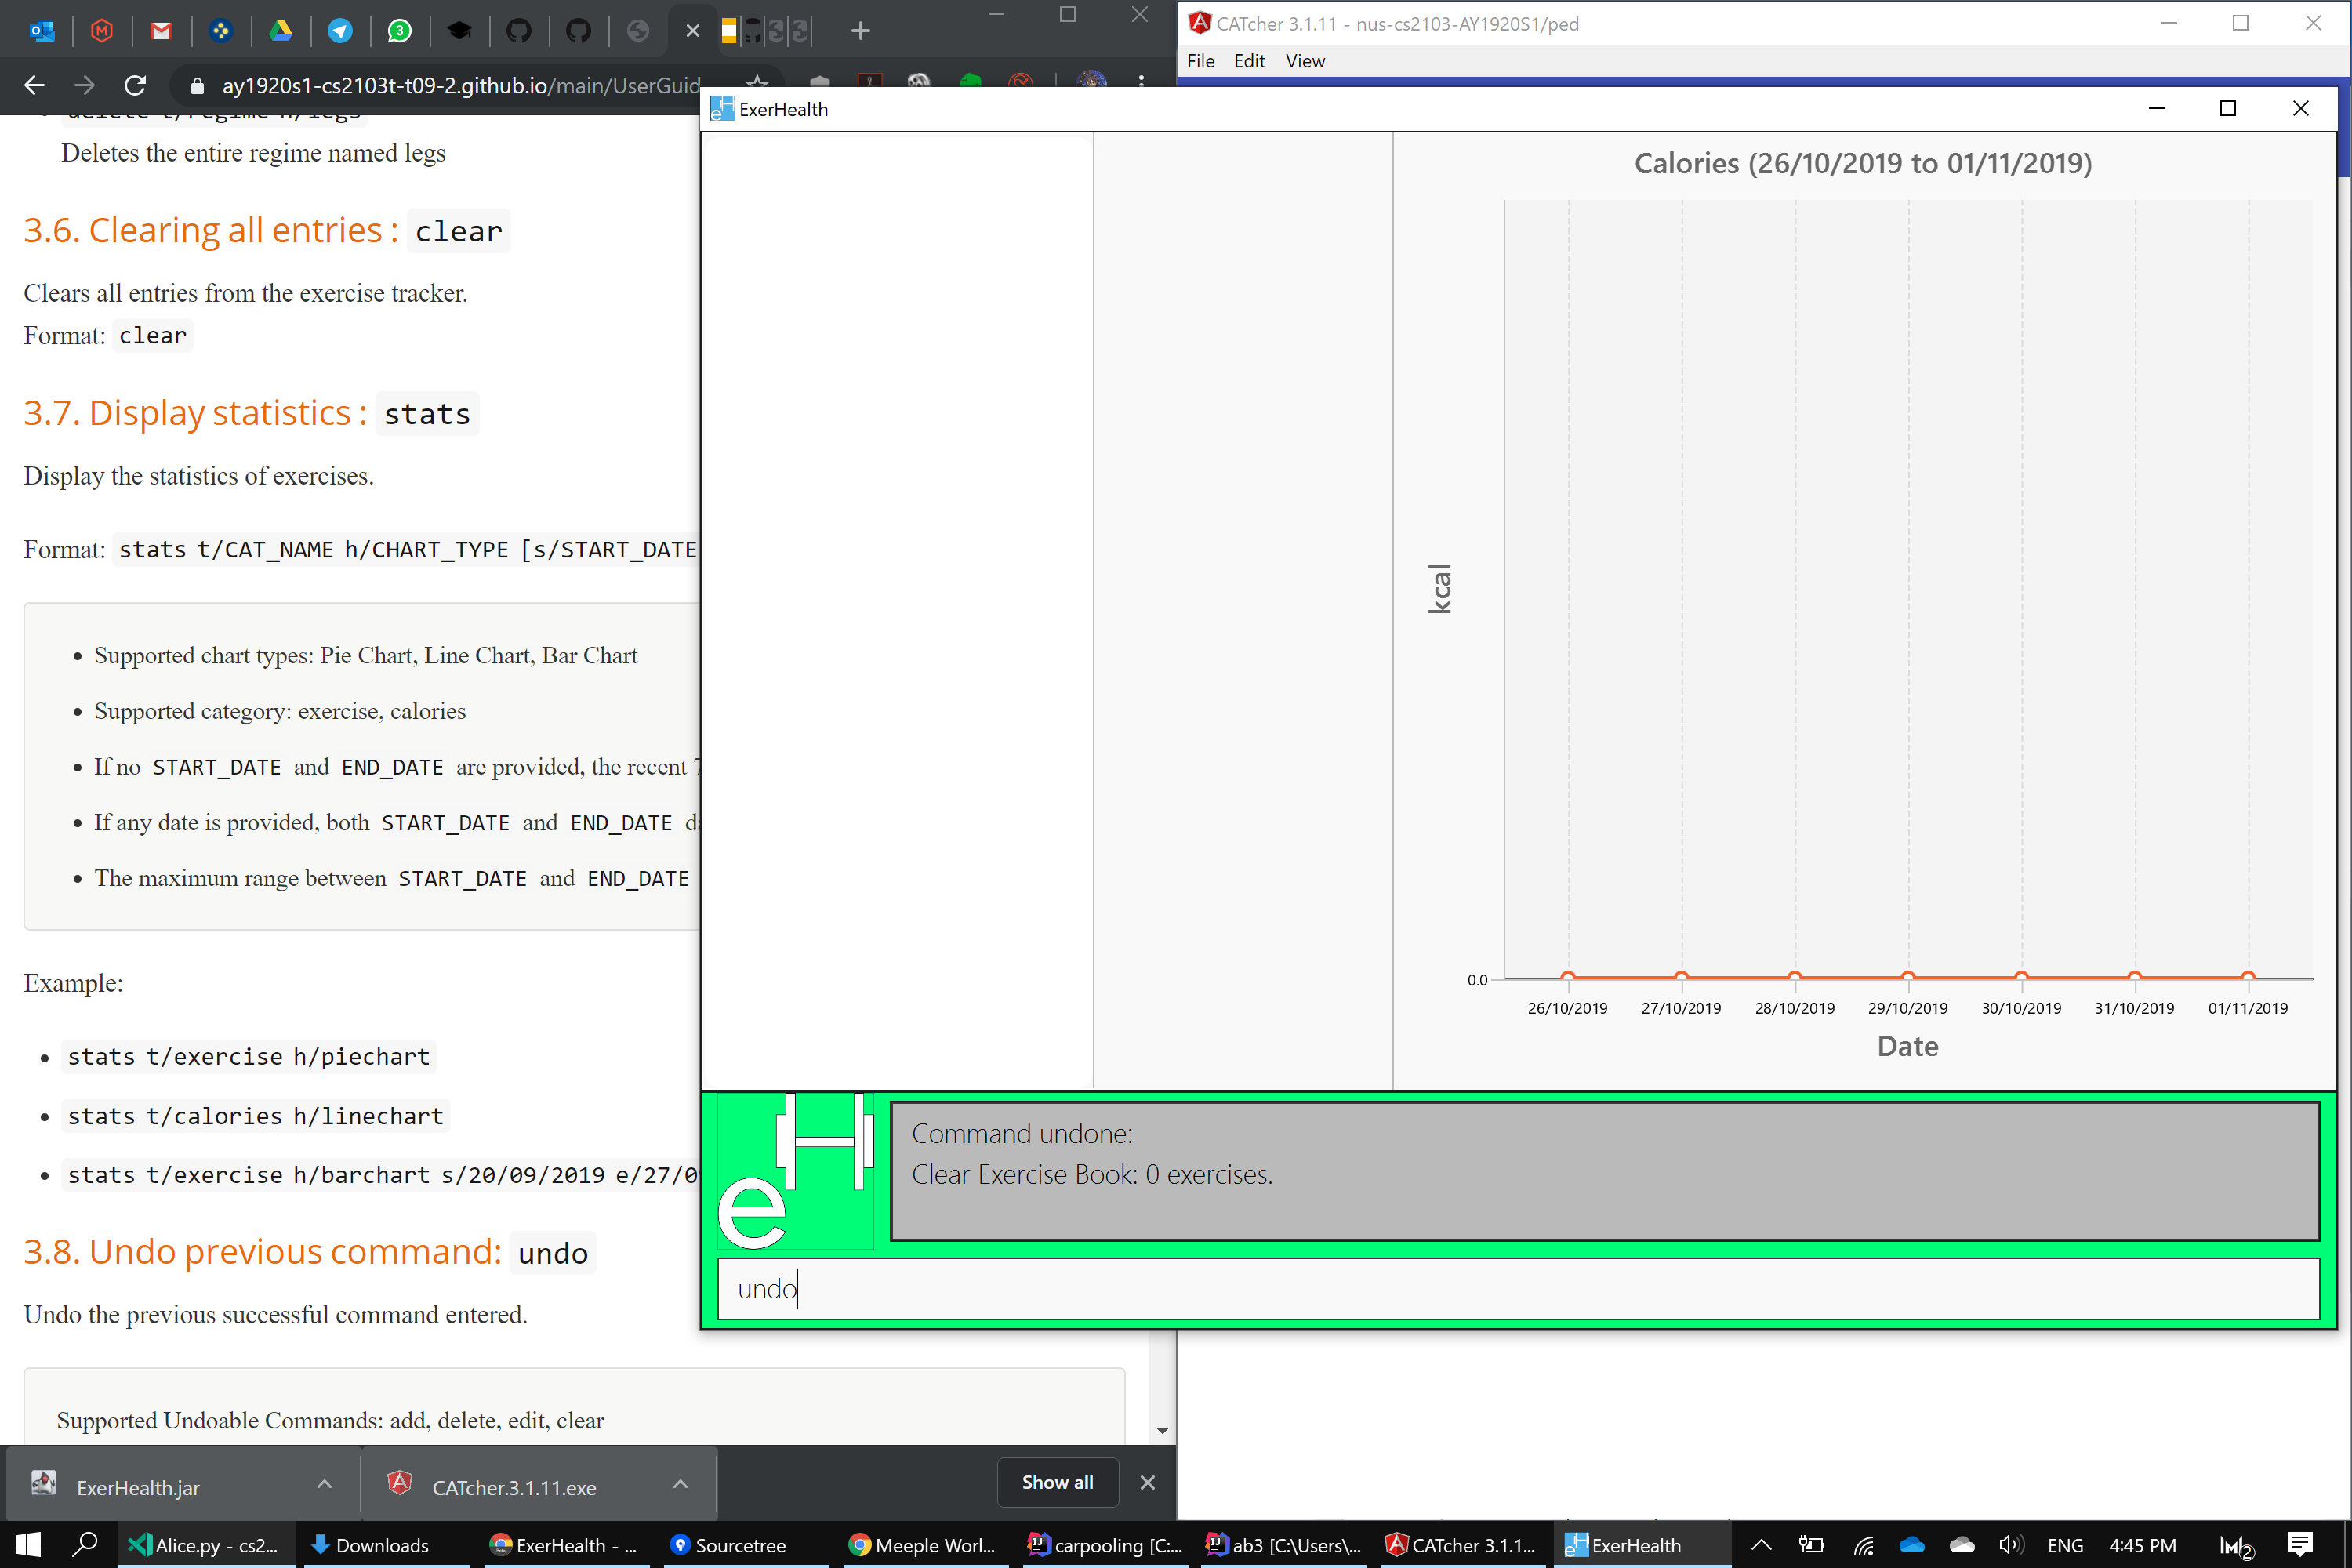 CATcher 3.1.11 - nus-cs2103-AY1920S1/ped
File Edit View
ay1920s1-cs2103t-t09-2.github.io/main/UserGuid
delete t/regime n/legs
Deletes the entire regime named legs
3.6. Clearing all entries : clear
Clears all entries from the exercise tracker.
Format: clear
3.7. Display statistics : stats
Display the statistics of exercises.
Format: stats t/CAT_NAME h/CHART_TYPE [s/START_DATE
Supported chart types: Pie Chart, Line Chart, Bar Chart
Supported category: exercise, calories
If no START_DATE and END_DATE are provided, the recent 7
If any date is provided, both START_DATE and END_DATE da
The maximum range between START_DATE and END_DATE
Example:
stats t/exercise h/piechart
stats t/calories h/linechart
stats t/exercise h/barchart s/20/09/2019 e/27/0
3.8. Undo previous command: undo
Undo the previous successful command entered.
Supported Undoable Commands: add, delete, edit, clear
ExerHealth
Calories (26/10/2019 to 01/11/2019)
kcal
0.0
26/10/2019 27/10/2019 28/10/2019 29/10/2019 30/10/2019 31/10/2019 01/11/2019
Date
eH
Command undone:
Clear Exercise Book: 0 exercises.
undo
ExerHealth.jar
CATcher.3.1.11.exe
Show all
Alice.py - cs2...
Downloads
ExerHealth - ...
Sourcetree
Meeple Worl...
carpooling [C:...
ab3 [C:\Users\...
CATcher 3.1.1...
ExerHealth
ENG
4:45 PM
2